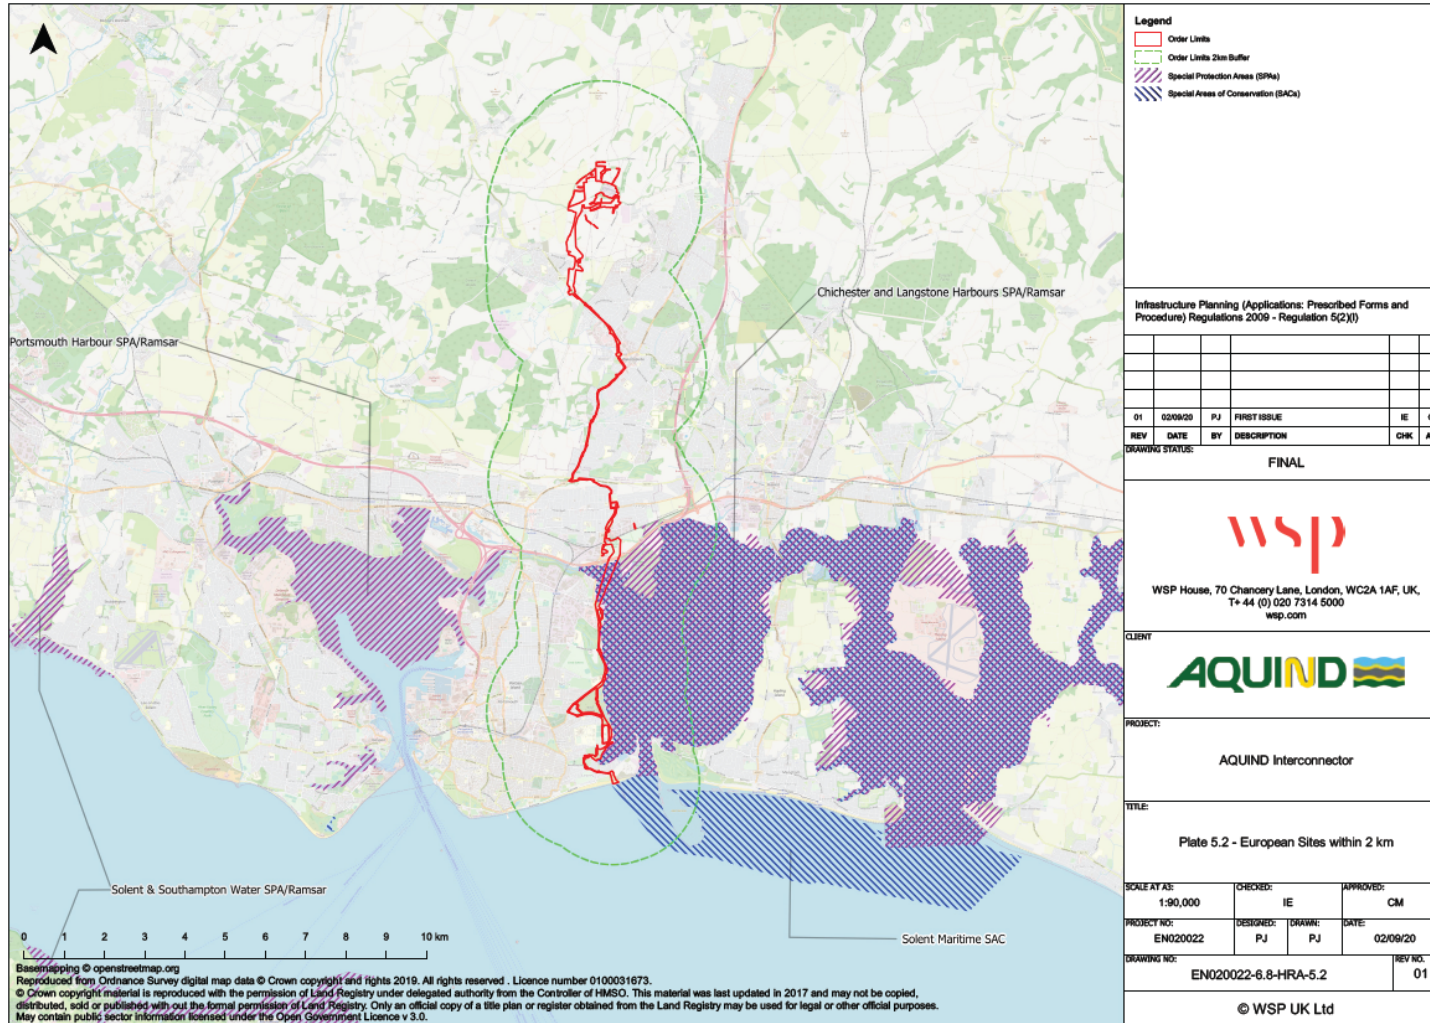 Legend
Order Limits
Order Limits 2km Buffer
Special Protection Areas (SPAs)
Special Areas of Conservation (SACs)
Chichester and Langstone Harbours SPA/Ramsar
Portsmouth Harbour SPA/Ramsar
Solent & Southampton Water SPA/Ramsar
Solent Maritime SAC
0 1 2 3 4 5 6 7 8 9 10 km
Basemapping © openstreetmap.org
Reproduced from Ordnance Survey digital map data © Crown copyright and rights 2019. All rights reserved . Licence number 0100031673.
© Crown copyright material is reproduced with the permission of Land Registry under delegated authority from the Controller of HMSO. This material was last updated in 2017 and may not be copied,
distributed, sold or published with out the formal permission of Land Registry. Only an official copy of a title plan or register obtained from the Land Registry may be used for legal or other official purposes.
May contain public sector information licensed under the Open Government Licence v 3.0.
Infrastructure Planning (Applications: Prescribed Forms and
Procedure) Regulations 2009 - Regulation 5(2)(l)
01 02/09/20 PJ FIRST ISSUE IE
REV DATE BY DESCRIPTION CHK
DRAWING STATUS:
FINAL
wsp
WSP House, 70 Chancery Lane, London, WC2A 1AF, UK,
T+ 44 (0) 020 7314 5000
wsp.com
CLIENT
AQUIND
PROJECT:
AQUIND Interconnector
TITLE:
Plate 5.2 - European Sites within 2 km
SCALE AT A3: CHECKED: APPROVED:
1:90,000 IE CM
PROJECT NO: DESIGNED: DRAWN: DATE:
EN020022 PJ PJ 02/09/20
DRAWING NO: REV NO.
EN020022-6.8-HRA-5.2 01
© WSP UK Ltd